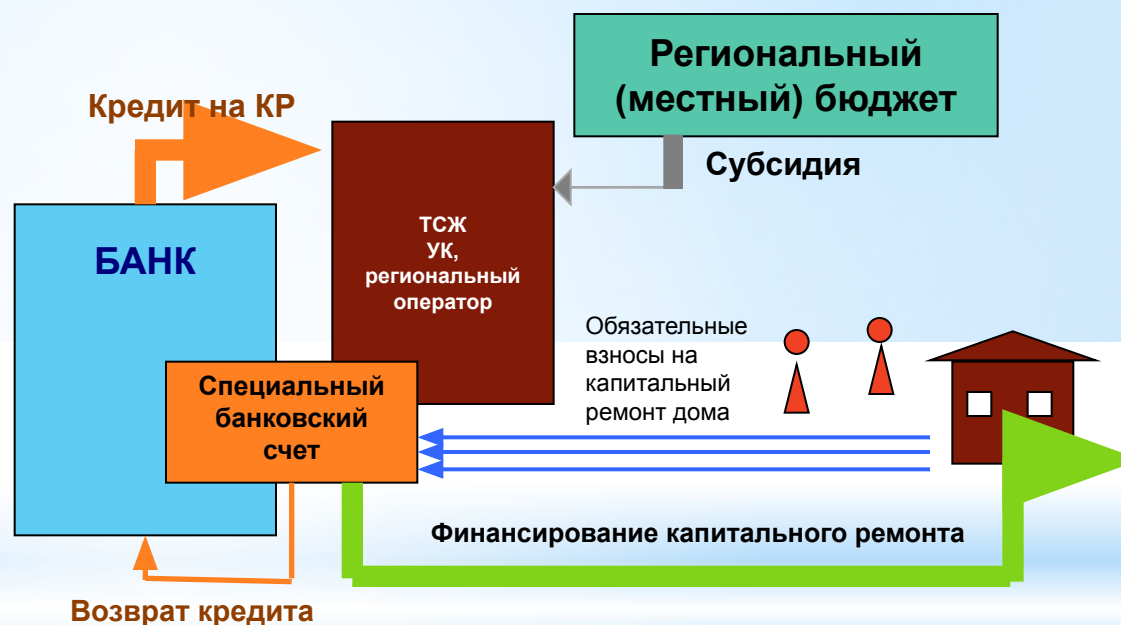 Региональный
(местный) бюджет
Кредит на КР
Субсидия
БАНК
ТСЖ
УК,
региональный
оператор
Обязательные
взносы на
капитальный
ремонт дома
Специальный
банковский
счет
Финансирование капитального ремонта
Возврат кредита